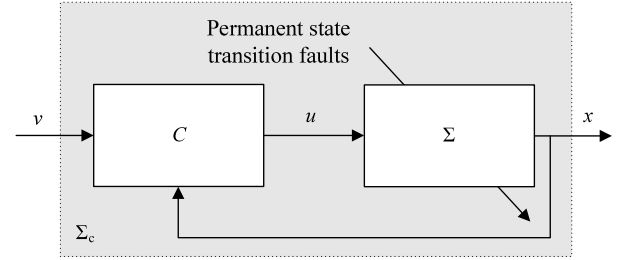 Permanent state
transition faults
v
C
u
Σ
x
Σc